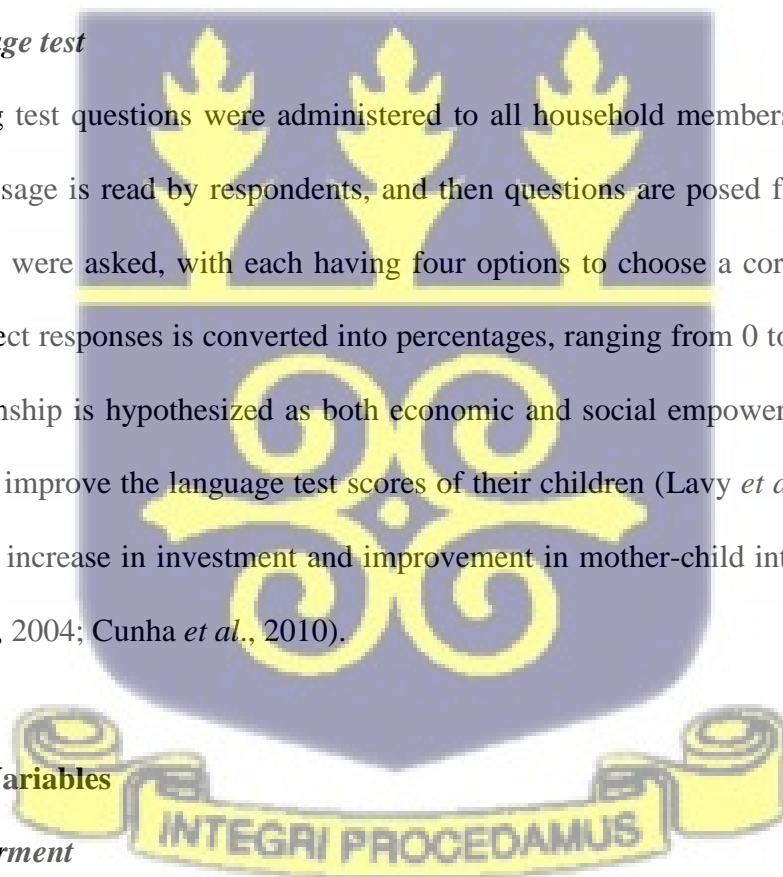 age test
g test questions were administered to all household members
sage is read by respondents, and then questions are posed f
were asked, with each having four options to choose a cor
ect responses is converted into percentages, ranging from 0 to
nship is hypothesized as both economic and social empower
improve the language test scores of their children (Lavy et a
increase in investment and improvement in mother-child int
, 2004; Cunha et al., 2010).
Variables
erment
INTEGRI PROCEDAMUS